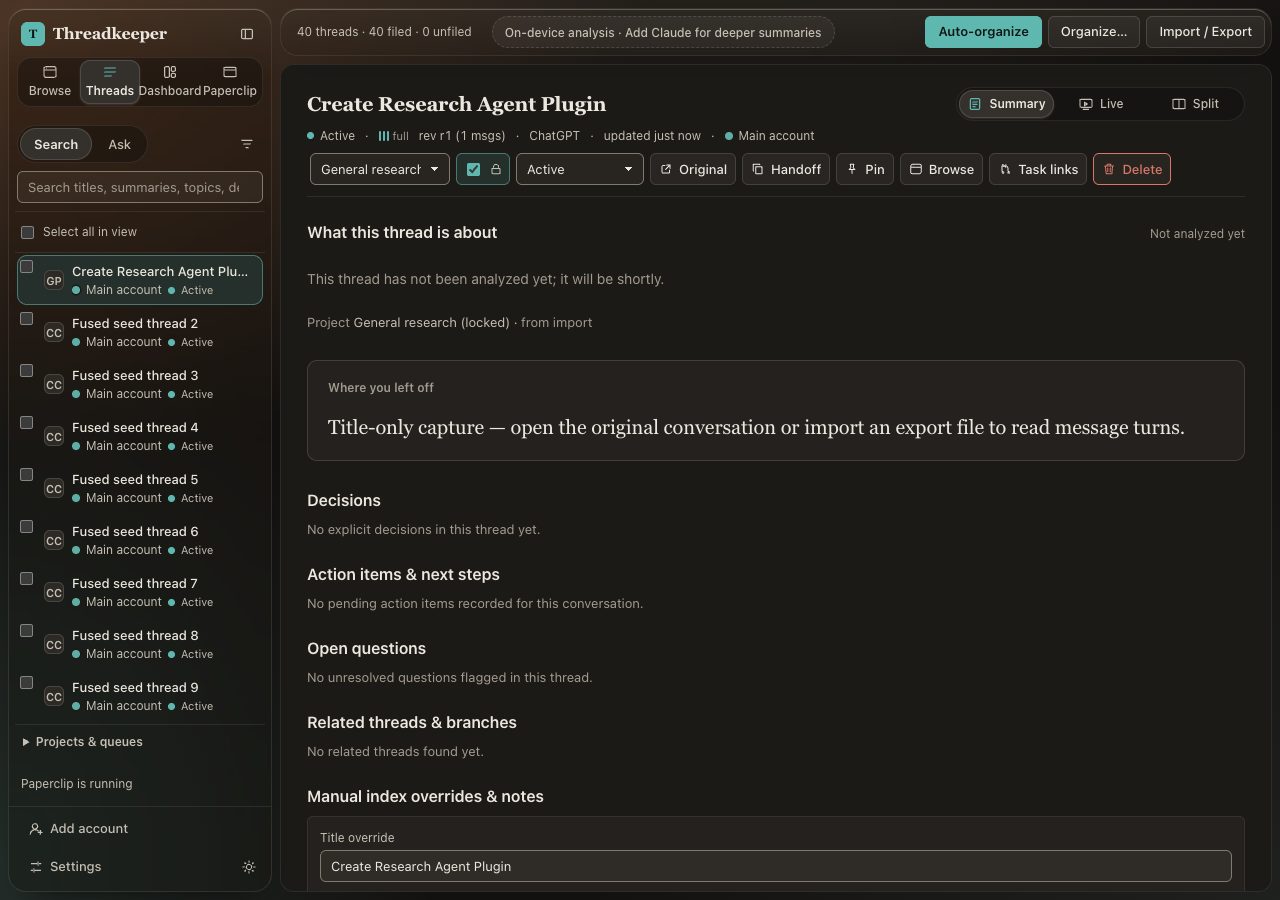 T Threadkeeper
Browse Threads Dashboard Paperclip
Search Ask
Search titles, summaries, topics, de
Select all in view
GP Create Research Agent Plu...
Main account Active
CC Fused seed thread 2
Main account Active
CC Fused seed thread 3
Main account Active
CC Fused seed thread 4
Main account Active
CC Fused seed thread 5
Main account Active
CC Fused seed thread 6
Main account Active
CC Fused seed thread 7
Main account Active
CC Fused seed thread 8
Main account Active
CC Fused seed thread 9
Main account Active
Projects & queues
Paperclip is running
Add account
Settings
40 threads · 40 filed · 0 unfiled
On-device analysis · Add Claude for deeper summaries
Auto-organize Organize... Import / Export
Create Research Agent Plugin
Summary Live Split
Active · full rev r1 (1 msgs) · ChatGPT · updated just now · Main account
General research Active Original Handoff Pin Browse Task links Delete
What this thread is about
Not analyzed yet
This thread has not been analyzed yet; it will be shortly.
Project General research (locked) · from import
Where you left off
Title-only capture — open the original conversation or import an export file to read message turns.
Decisions
No explicit decisions in this thread yet.
Action items & next steps
No pending action items recorded for this conversation.
Open questions
No unresolved questions flagged in this thread.
Related threads & branches
No related threads found yet.
Manual index overrides & notes
Title override
Create Research Agent Plugin